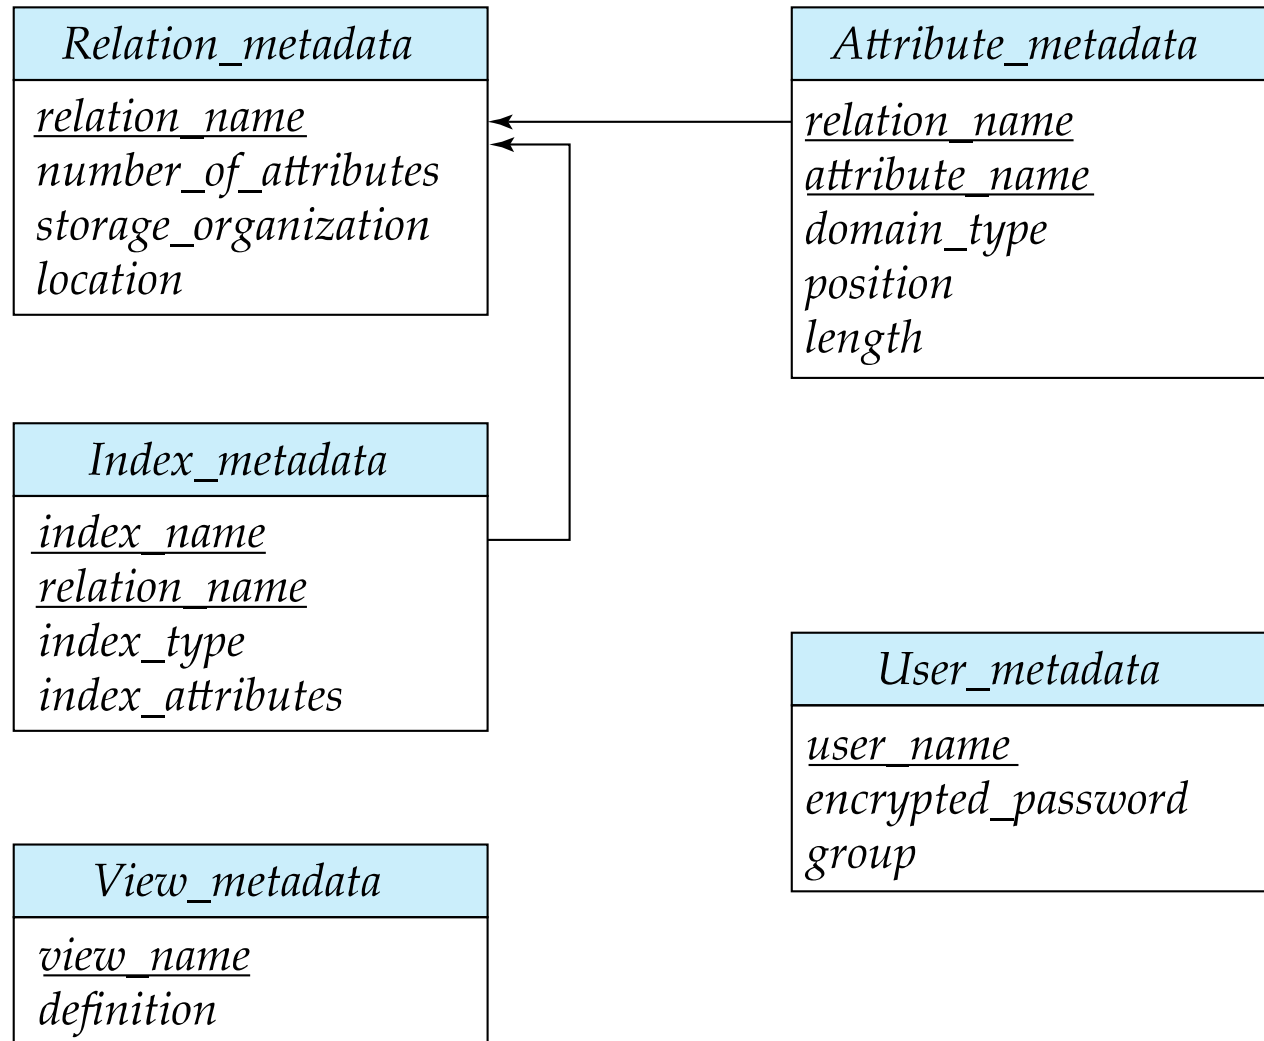 Relation_metadata
relation_name
number_of_attributes
storage_organization
location
Attribute_metadata
relation_name
attribute_name
domain_type
position
length
Index_metadata
index_name
relation_name
index_type
index_attributes
User_metadata
user_name
encrypted_password
group
View_metadata
view_name
definition